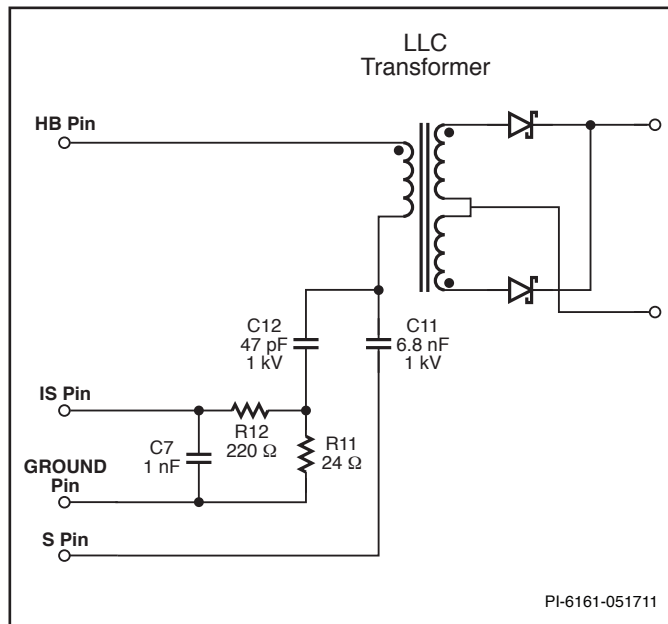 LLC
Transformer
HB Pin
C12
47 pF
1 kV
C11
6.8 nF
1 kV
IS Pin
R12
220 Ω
C7
1 nF
R11
24 Ω
GROUND
Pin
S Pin
PI-6161-051711